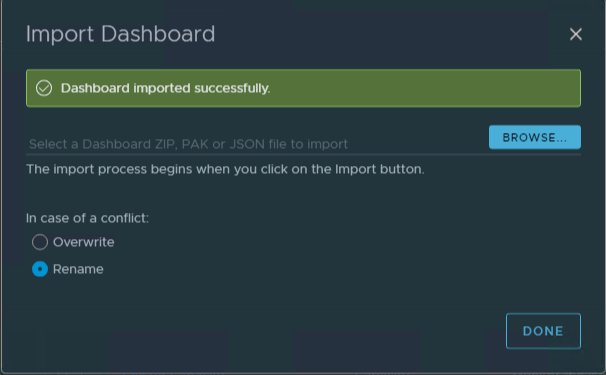 Import Dashboard
Dashboard imported successfully.
Select a Dashboard ZIP, PAK or JSON file to import
BROWSE...
The import process begins when you click on the Import button.
In case of a conflict:
Overwrite
Rename
DONE